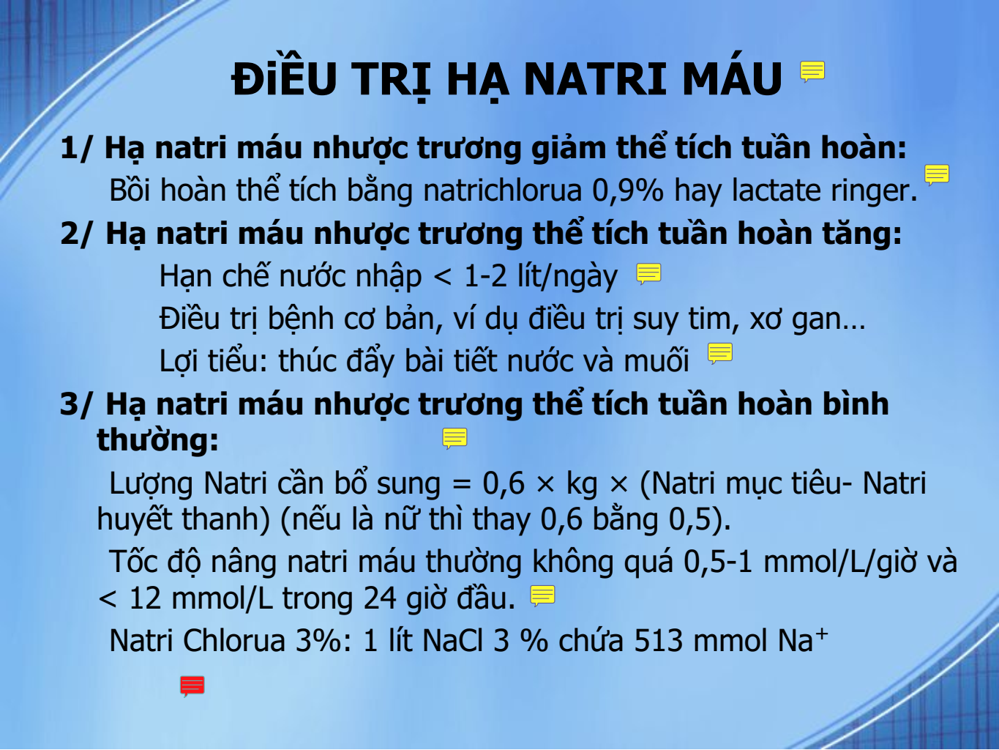 ĐiỀU TRỊ HẠ NATRI MÁU
1/ Hạ natri máu nhược trương giảm thể tích tuần hoàn:
Bồi hoàn thể tích bằng natrichlorua 0,9% hay lactate ringer.
2/ Hạ natri máu nhược trương thể tích tuần hoàn tăng:
Hạn chế nước nhập < 1-2 lít/ngày
Điều trị bệnh cơ bản, ví dụ điều trị suy tim, xơ gan…
Lợi tiểu: thúc đẩy bài tiết nước và muối
3/ Hạ natri máu nhược trương thể tích tuần hoàn bình
thường:
Lượng Natri cần bổ sung = 0,6 × kg × (Natri mục tiêu- Natri
huyết thanh) (nếu là nữ thì thay 0,6 bằng 0,5).
Tốc độ nâng natri máu thường không quá 0,5-1 mmol/L/giờ và
< 12 mmol/L trong 24 giờ đầu.
Natri Chlorua 3%: 1 lít NaCl 3 % chứa 513 mmol Na⁺